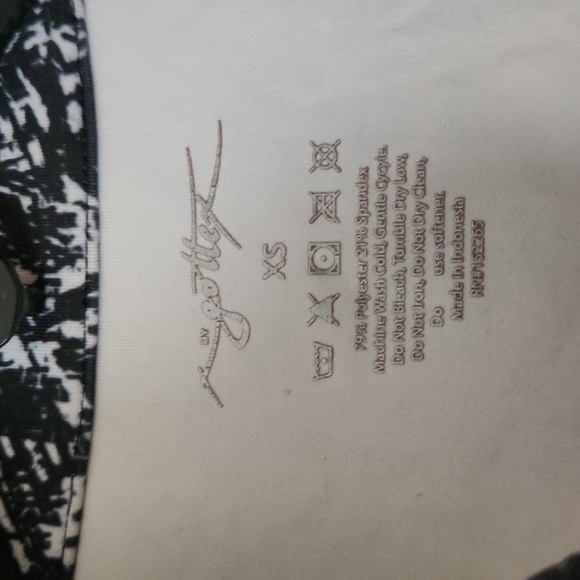 BY
gottex
XS
79% Polyester 21% Spandex
Machine Wash Cold, Gentle Cycyle.
Do Not Bleach, Tumble Dry Low,
Do Not Iron, Do Not Dry Clean,
Do use softener.
Made in Indonesia